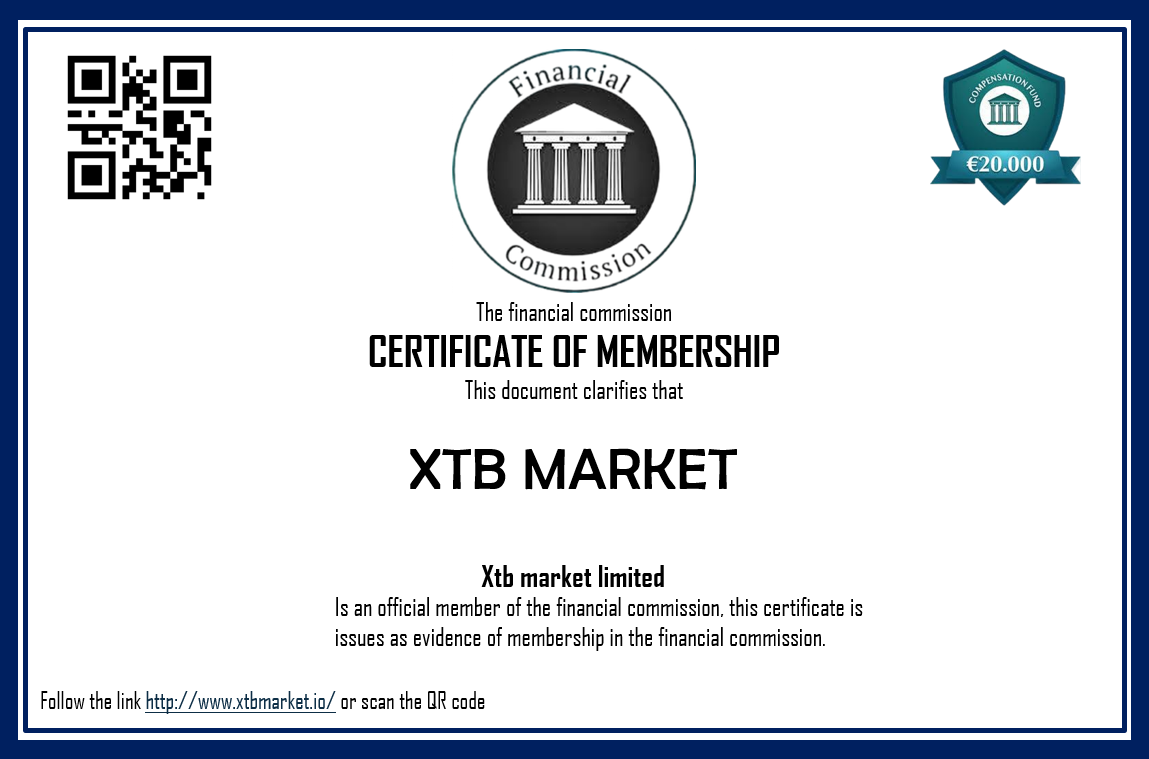 Financial
Commission
COMPENSATION FUND
€20.000
The financial commission
CERTIFICATE OF MEMBERSHIP
This document clarifies that
XTB MARKET
Xtb market limited
Is an official member of the financial commission, this certificate is
issues as evidence of membership in the financial commission.
Follow the link http://www.xtbmarket.io/ or scan the QR code